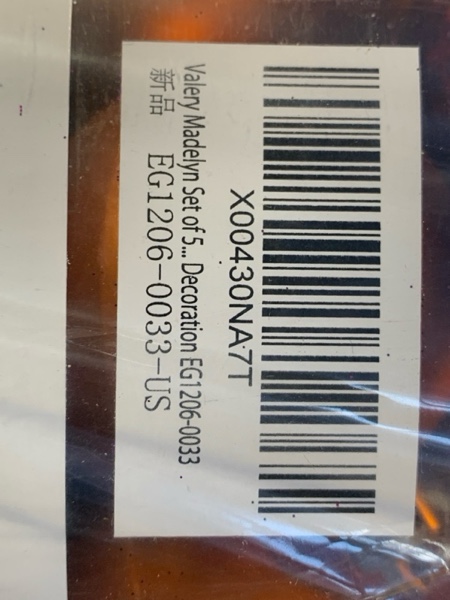 X00430NA7T
Valery Madelyn Set of 5... Decoration EG1206-0033
新品 EG1206-0033-US